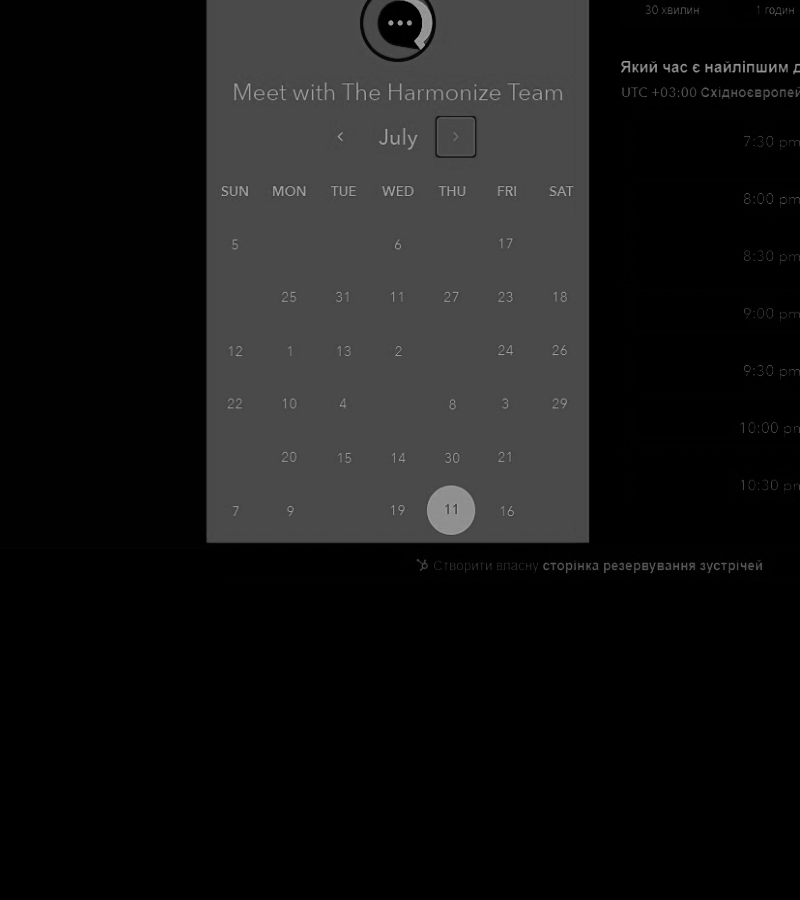 30 хвилин 1 годин
Meet with The Harmonize Team
Який час є найліпшим
UTC +03:00
July
SUN MON TUE WED THU FRI SAT
5 6 17
25 31 11 27 23 18
12 1 13 2 24 26
22 10 4 8 3 29
20 15 14 30 21
7 9 19 11 16
7:30 pm
8:00 pm
8:30 pm
9:00 pm
9:30 pm
10:00 pm
10:30 pm
Створити власну сторінка резервування зустрічей